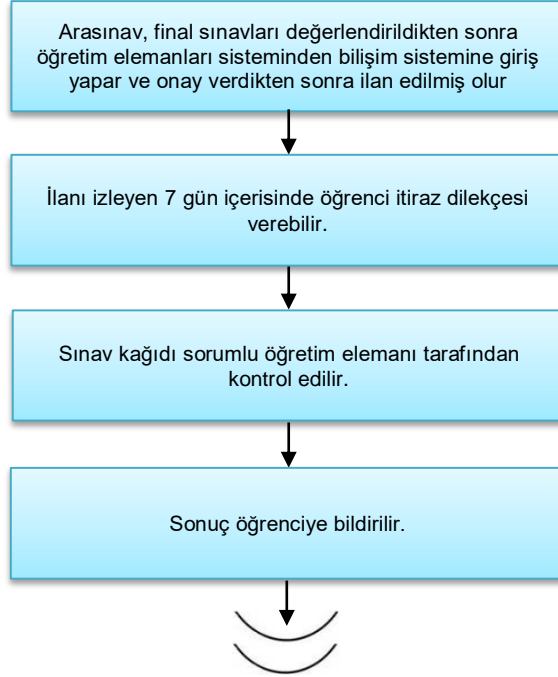 Arasınav, final sınavları değerlendirildikten sonra
öğretim elemanları sisteminden bilişim sistemine giriş
yapar ve onay verdikten sonra ilan edilmiş olur
İlanı izleyen 7 gün içerisinde öğrenci itiraz dilekçesi
verebilir.
Sınav kağıdı sorumlu öğretim elemanı tarafından
kontrol edilir.
Sonuç öğrenciye bildirilir.